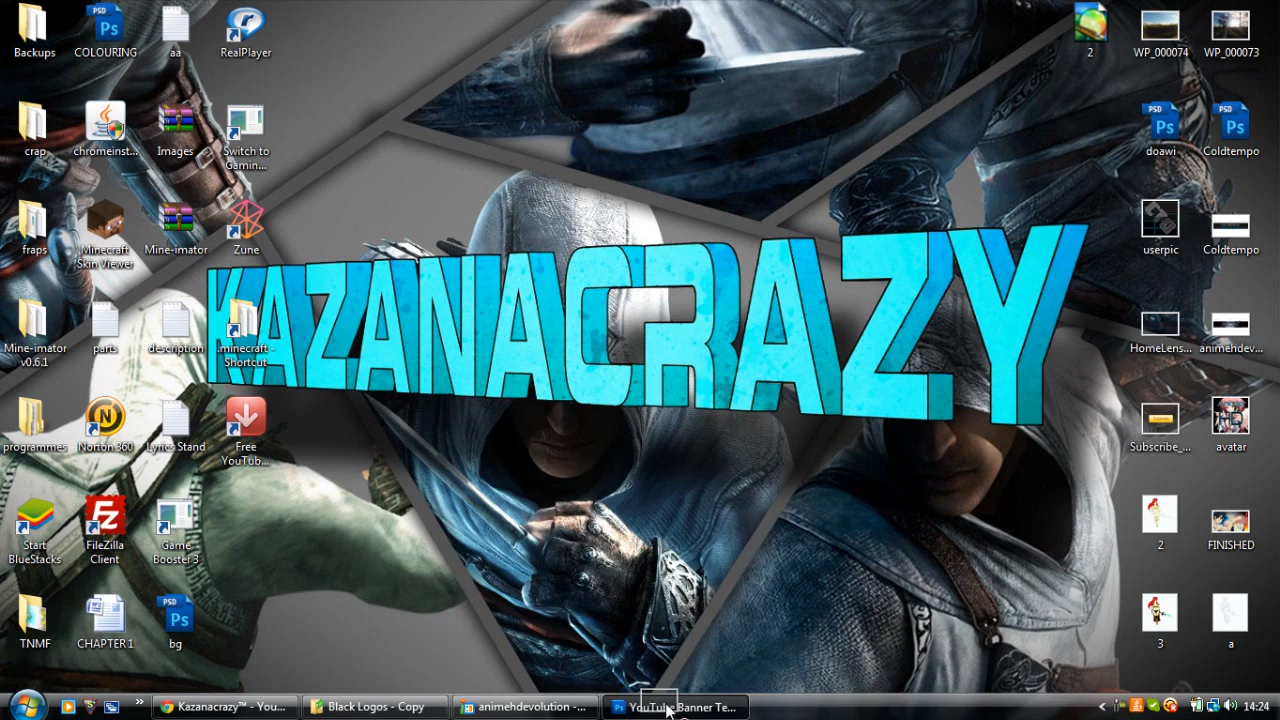 Backups
COLOURING
aa
RealPlayer
2
WP_000074
WP_000073
crap
chromeinst...
Images
Switch to
Gamin...
doawi
Coldtempo
fraps
Minecraft
Skin Viewer
Mine-imator
Zune
userpic
Coldtempo
KAZANACRAZY
Mine-imator
v0.6.1
parts
description
.minecraft -
Shortcut
HomeLens...
animehdev...
programmes
Norton 360
Lyrics Stand
Free
YouTub...
Subscribe_...
avatar
Start
BlueStacks
FileZilla
Client
Game
Booster 3
2
FINISHED
TNMF
CHAPTER 1
bg
3
a
Kazanacrazy™ - You...
Black Logos - Copy
animehdevolution -...
YouTube Banner Te...
14:24